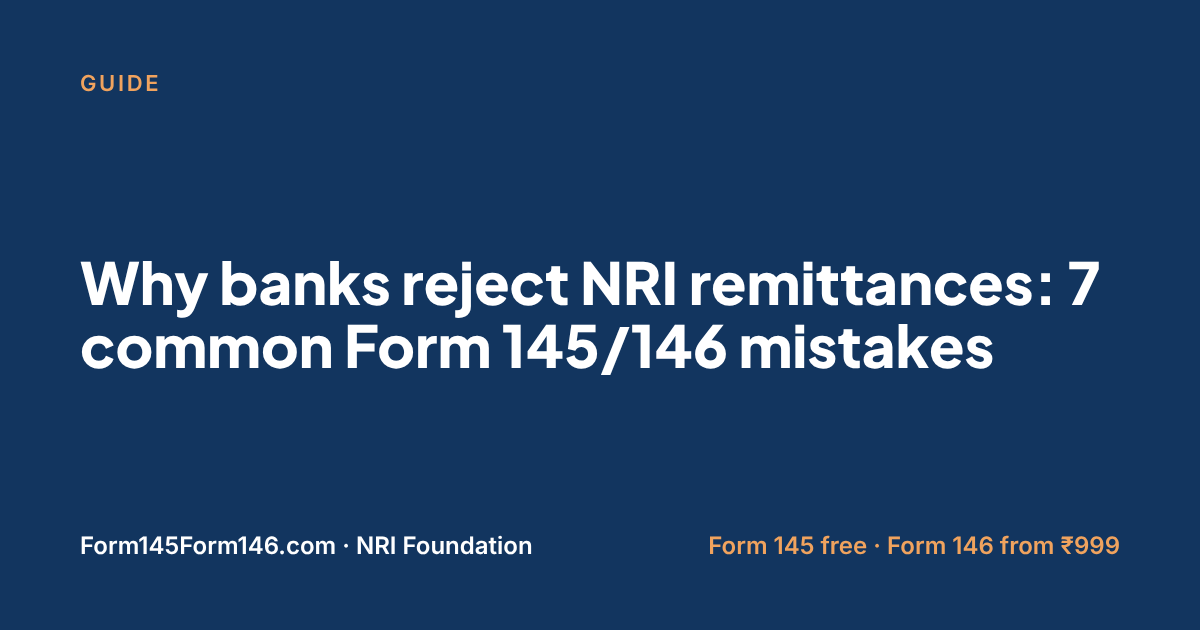 GUIDE
Why banks reject NRI remittances: 7
common Form 145/146 mistakes
Form145Form146.com · NRI Foundation
Form 145 free · Form 146 from ₹999